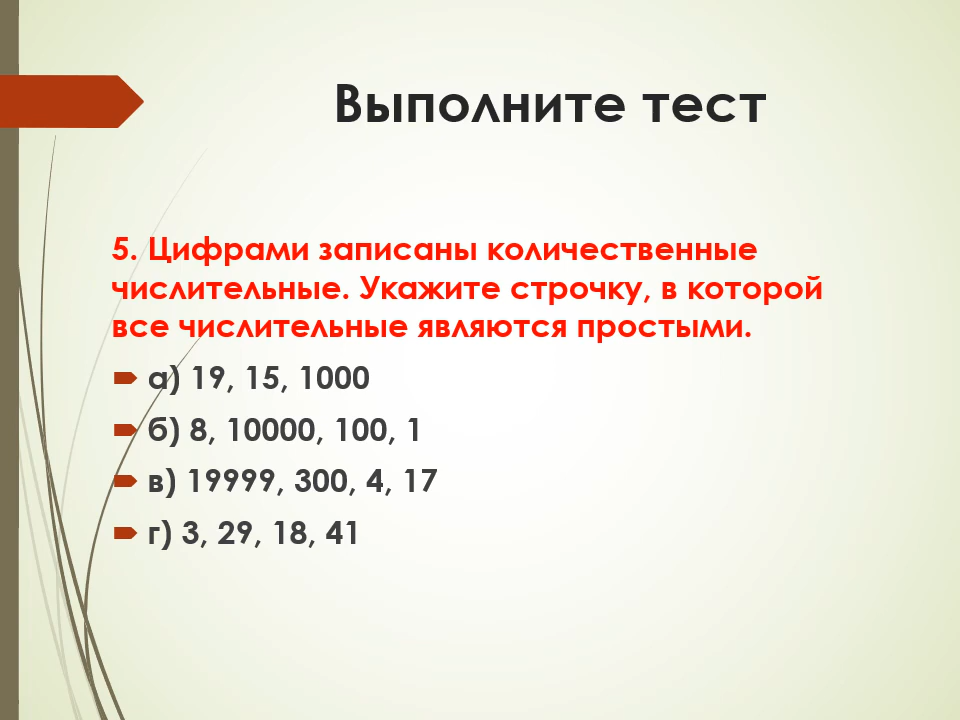 Выполните тест
5. Цифрами записаны количественные
числительные. Укажите строчку, в которой
все числительные являются простыми.
а) 19, 15, 1000
б) 8, 10000, 100, 1
в) 19999, 300, 4, 17
г) 3, 29, 18, 41